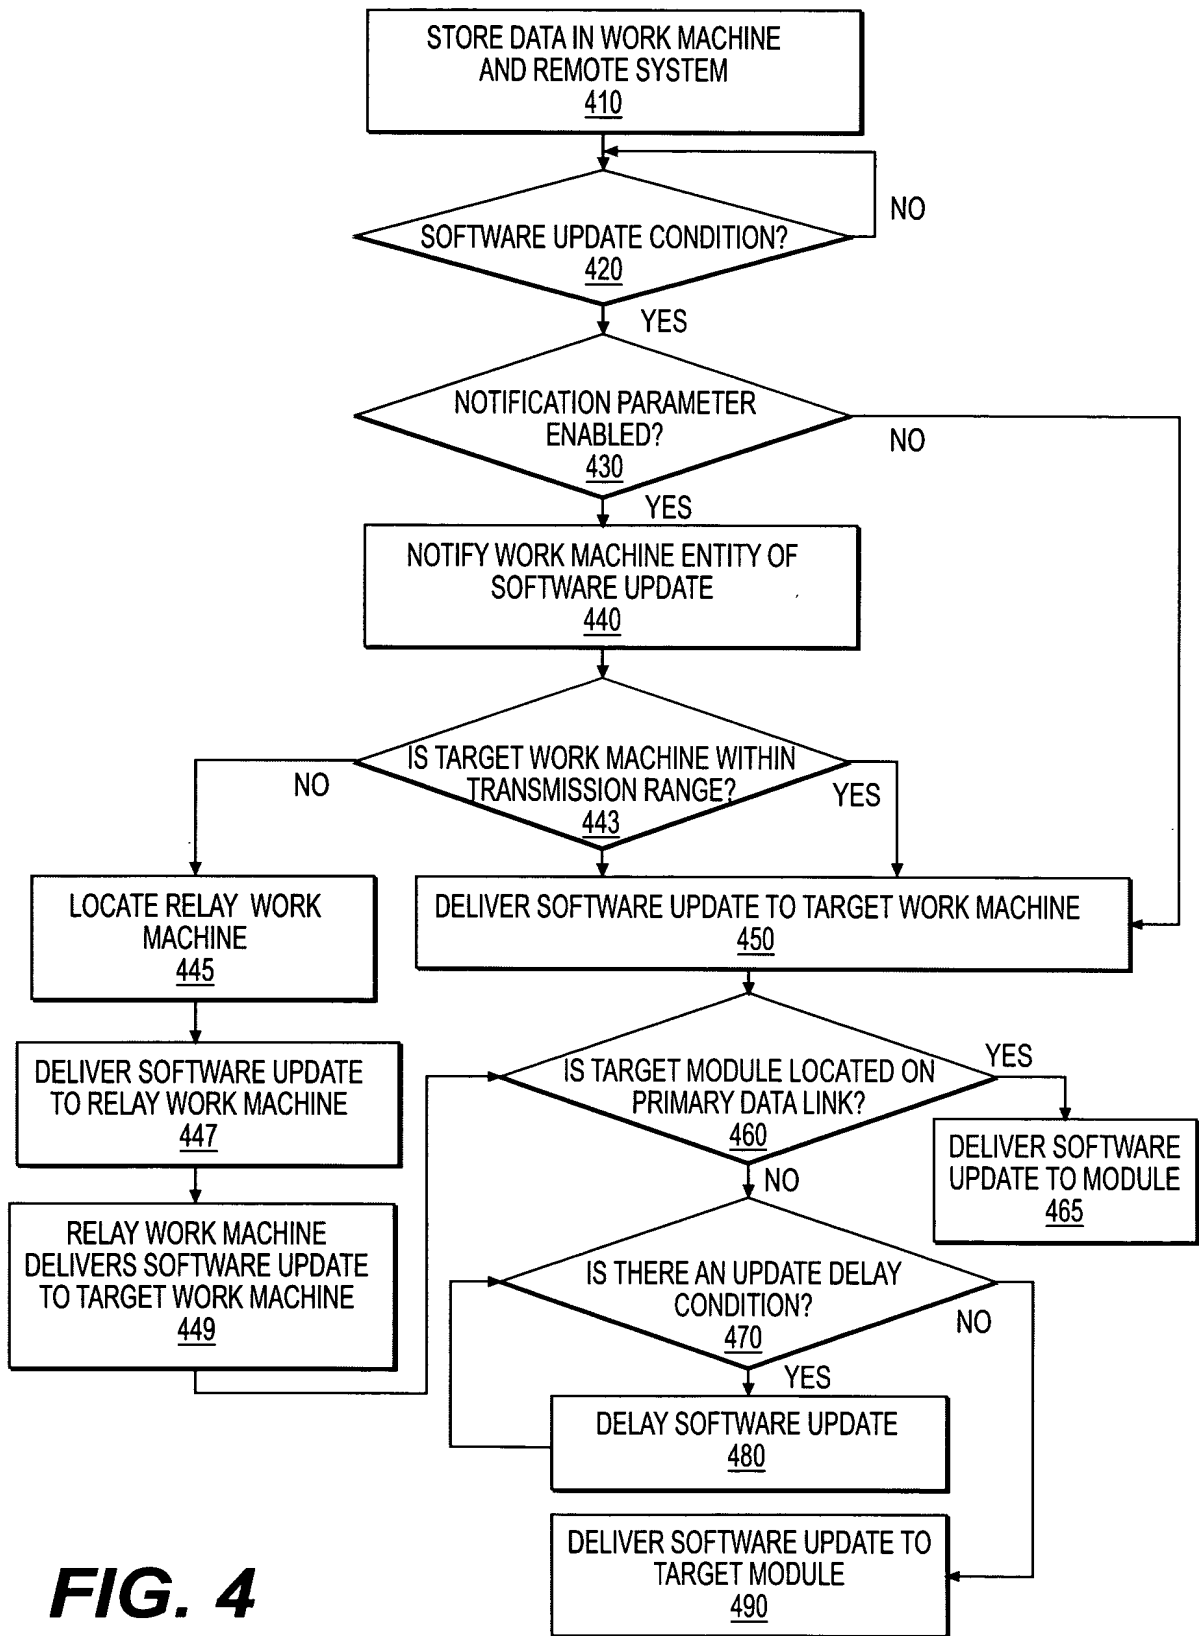 STORE DATA IN WORK MACHINE
AND REMOTE SYSTEM
410
NO
SOFTWARE UPDATE CONDITION?
420
YES
NOTIFICATION PARAMETER
ENABLED?
430
NO
YES
NOTIFY WORK MACHINE ENTITY OF
SOFTWARE UPDATE
440
IS TARGET WORK MACHINE WITHIN
TRANSMISSION RANGE?
443
NO
YES
LOCATE RELAY WORK
MACHINE
445
DELIVER SOFTWARE UPDATE TO TARGET WORK MACHINE
450
DELIVER SOFTWARE UPDATE
TO RELAY WORK MACHINE
447
IS TARGET MODULE LOCATED ON
PRIMARY DATA LINK?
460
YES
NO
DELIVER SOFTWARE
UPDATE TO MODULE
465
RELAY WORK MACHINE
DELIVERS SOFTWARE UPDATE
TO TARGET WORK MACHINE
449
IS THERE AN UPDATE DELAY
CONDITION?
470
NO
YES
DELAY SOFTWARE UPDATE
480
DELIVER SOFTWARE UPDATE TO
TARGET MODULE
490
FIG. 4